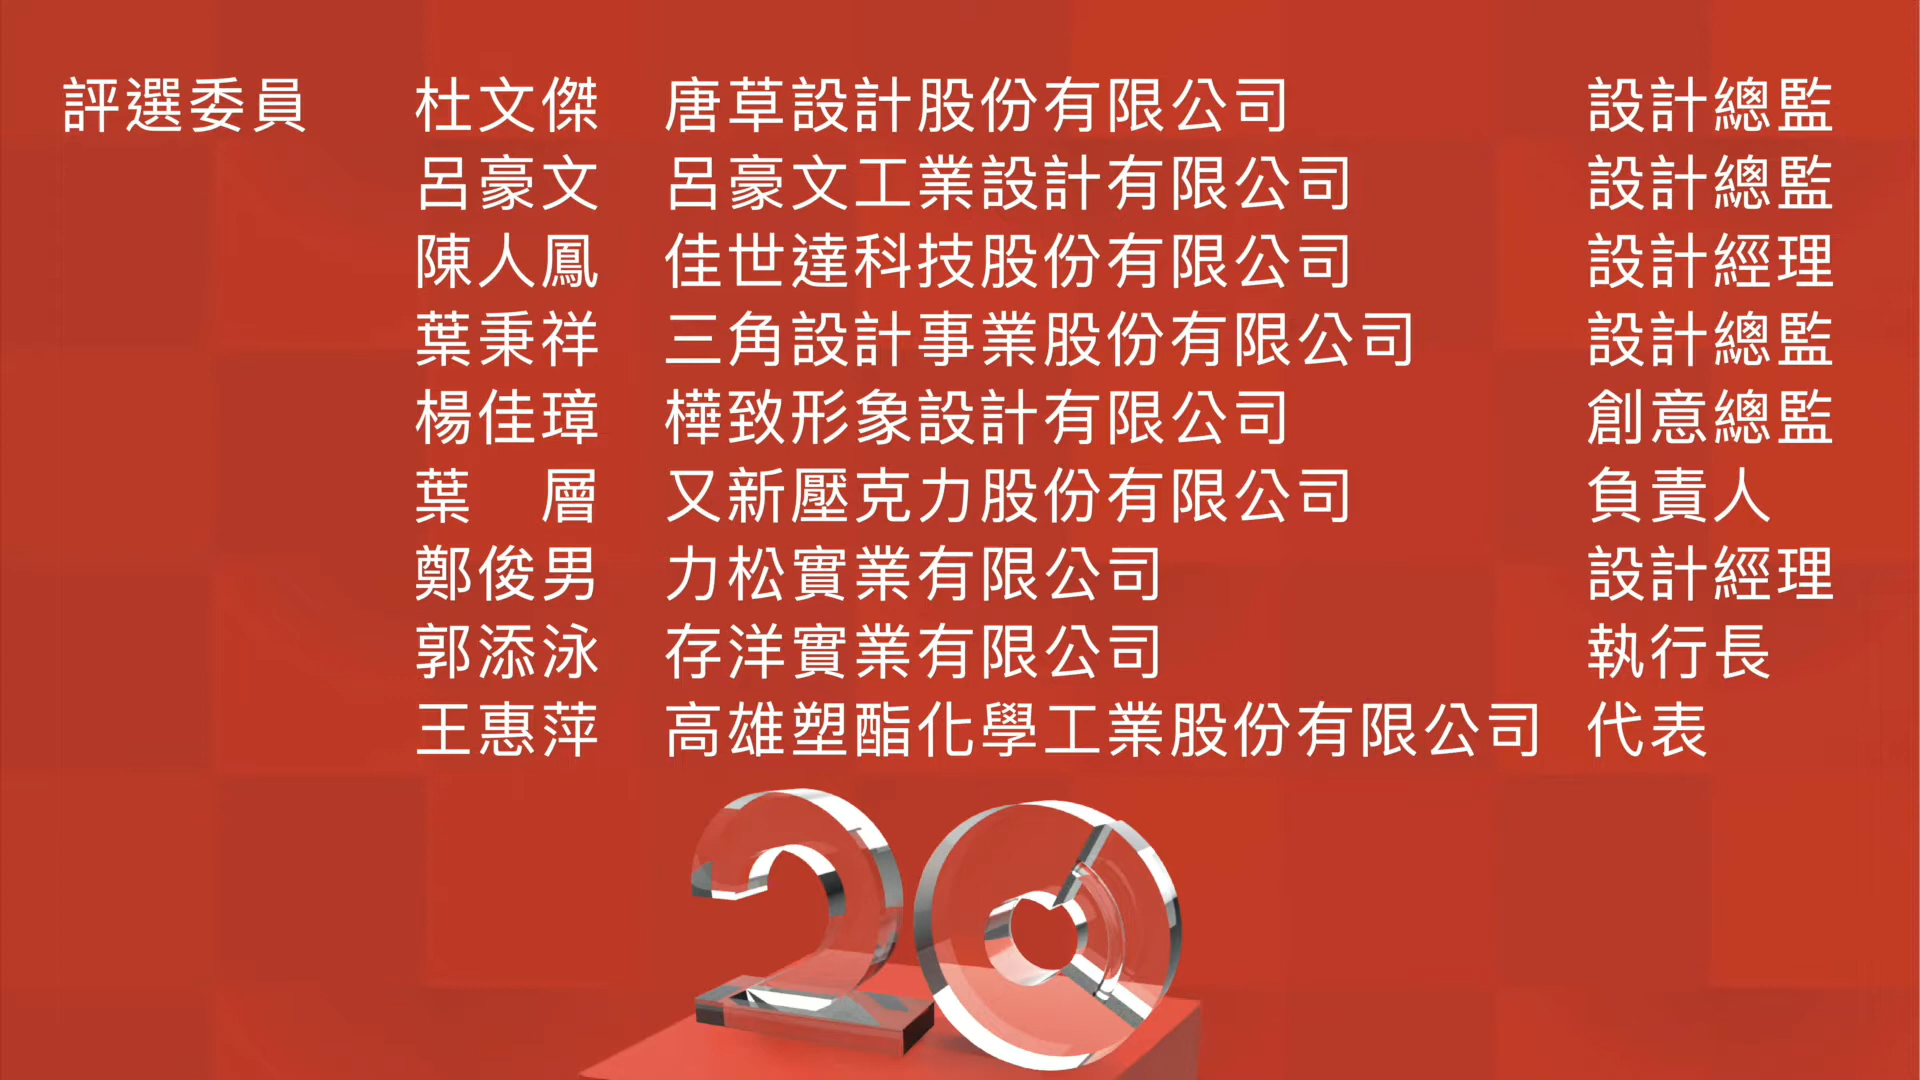 評選委員 杜文傑 唐草設計股份有限公司 設計總監
呂豪文 呂豪文工業設計有限公司 設計總監
陳人鳳 佳世達科技股份有限公司 設計經理
葉秉祥 三角設計事業股份有限公司 設計總監
楊佳璋 樺致形象設計有限公司 創意總監
葉 層 又新壓克力股份有限公司 負責人
鄭俊男 力松實業有限公司 設計經理
郭添泳 存洋實業有限公司 執行長
王惠萍 高雄塑酯化學工業股份有限公司 代表
20